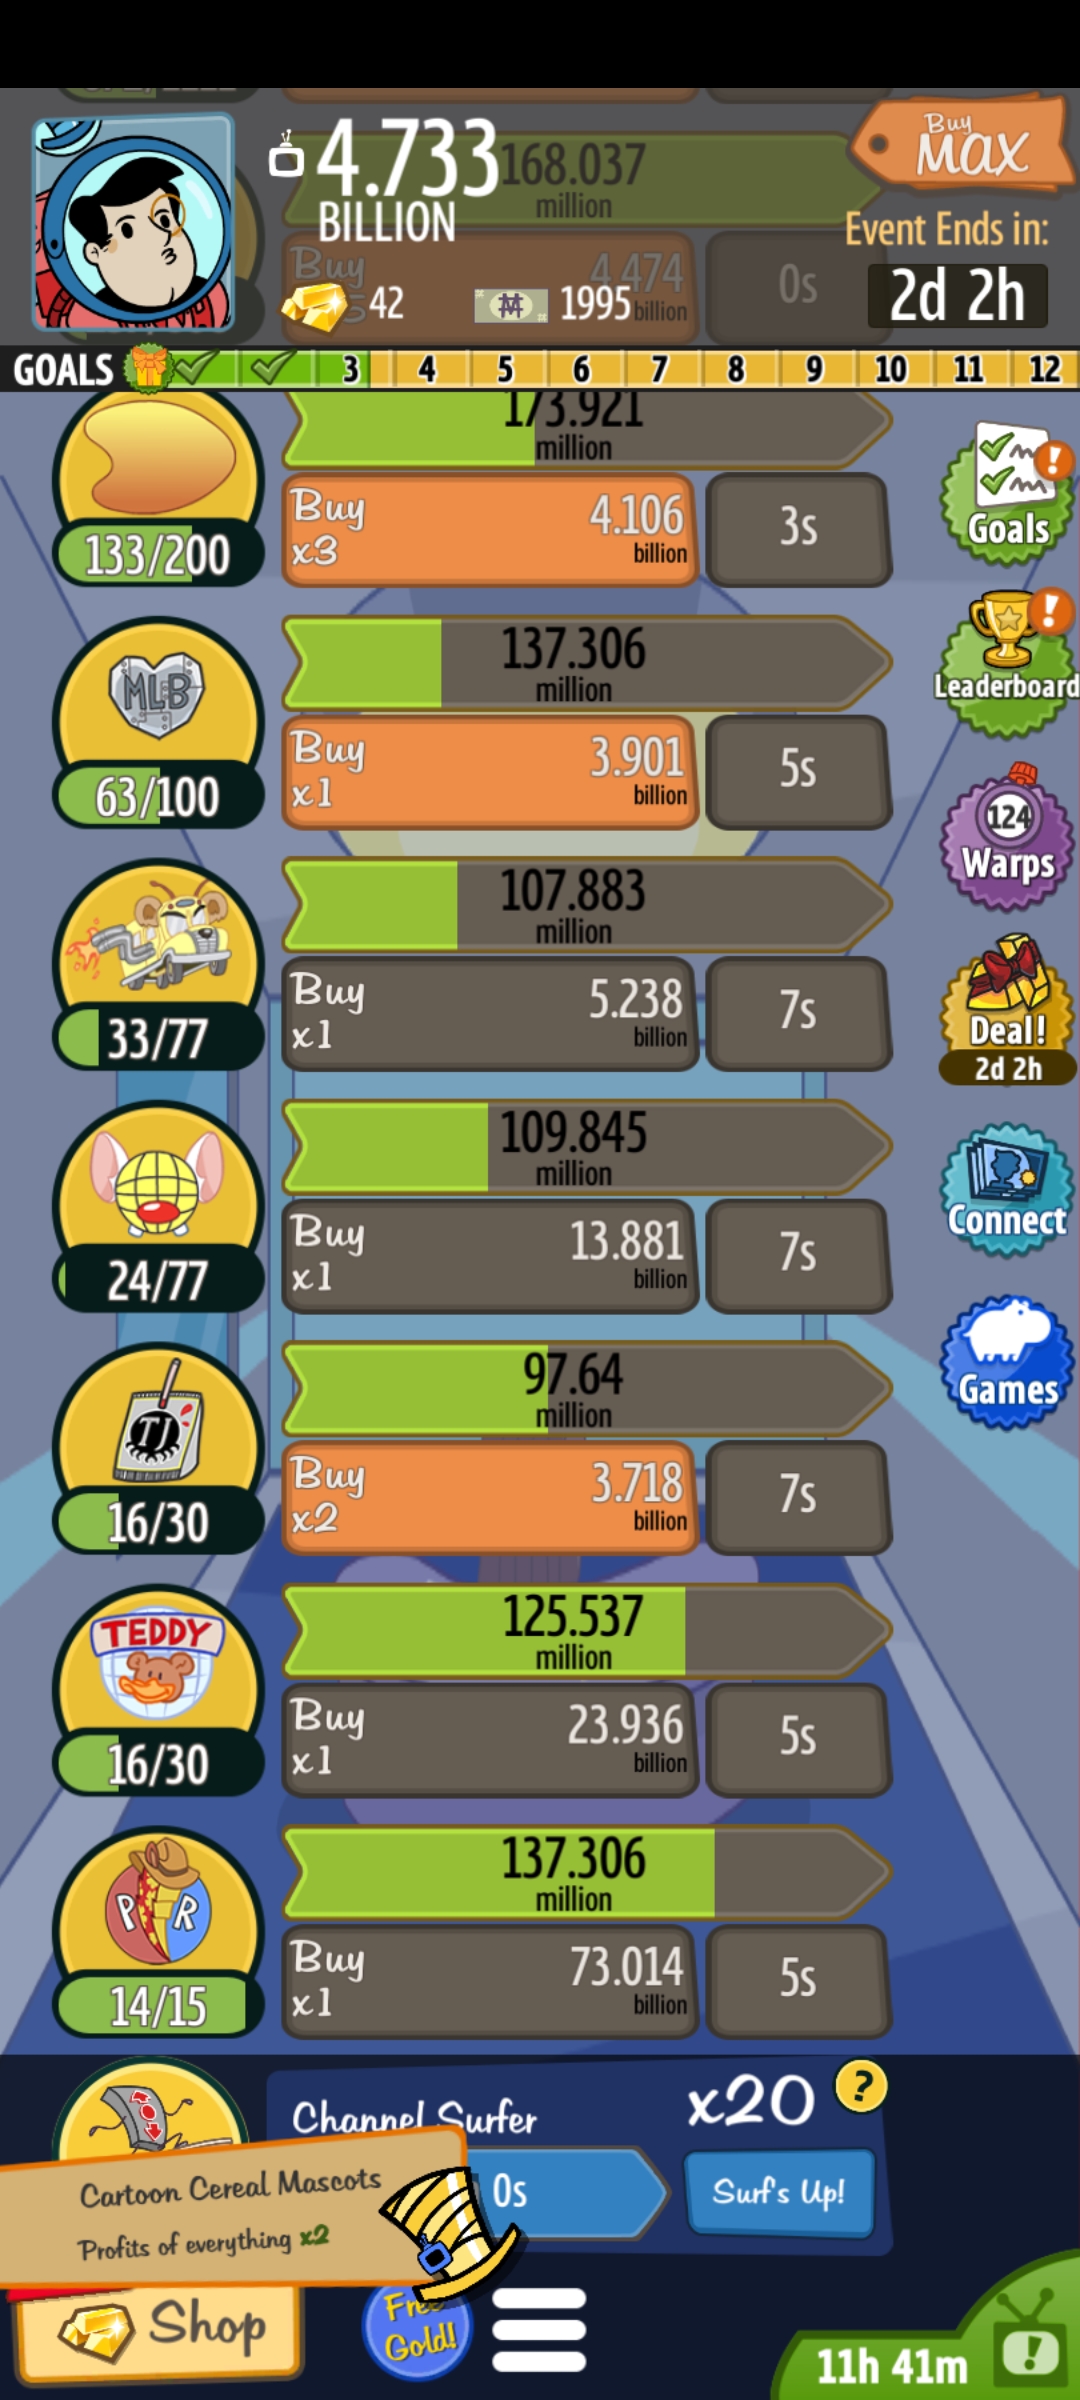 4.733
BILLION
168.037
million
Buy
MAX
Event Ends in:
2d 2h
Buy
4.474
billion
0s
42
1995
GOALS
3
4
5
6
7
8
9
10
11
12
173.921
million
133/200
Buy
x3
4.106
billion
3s
Goals
MLB
137.306
million
63/100
Buy
x1
3.901
billion
5s
Leaderboard
107.883
million
33/77
Buy
x1
5.238
billion
7s
124
Warps
Deal!
2d 2h
109.845
million
24/77
Buy
x1
13.881
billion
7s
Connect
TJ
97.64
million
16/30
Buy
x2
3.718
billion
7s
Games
TEDDY
125.537
million
16/30
Buy
x1
23.936
billion
5s
P R
137.306
million
14/15
Buy
x1
73.014
billion
5s
Channel Surfer
x20
?
0s
Surf's Up!
Cartoon Cereal Mascots
Profits of everything x2
Shop
Free
Gold!
11h 41m